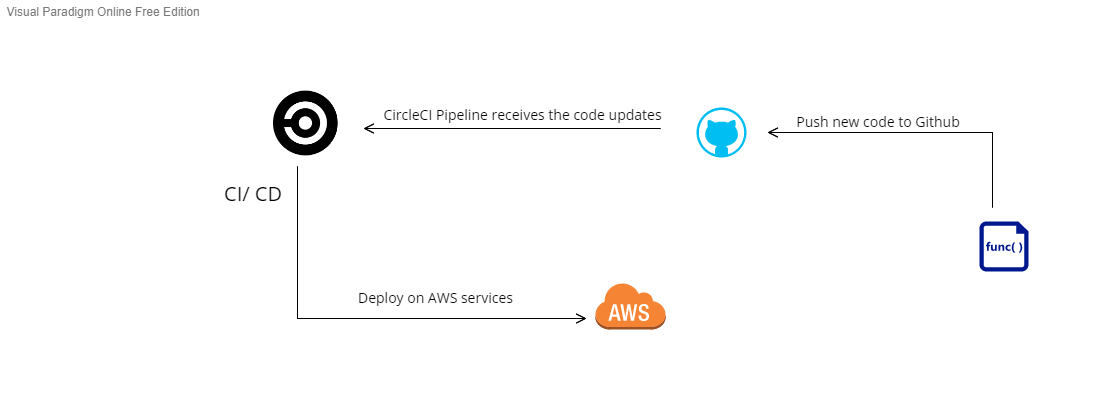 Visual Paradigm Online Free Edition
CircleCI Pipeline receives the code updates
Push new code to Github
CI/ CD
func( )
Deploy on AWS services
AWS